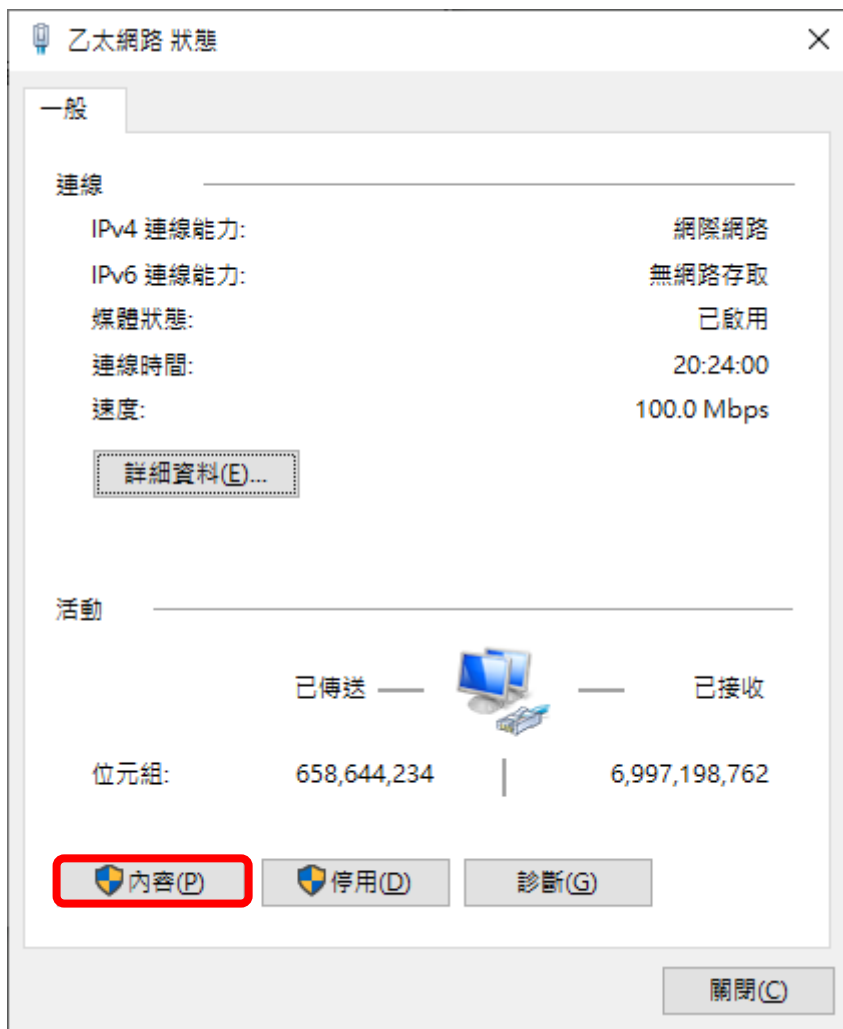 乙太網路 狀態
一般
連線
IPv4 連線能力: 網際網路
IPv6 連線能力: 無網路存取
媒體狀態: 已啟用
連線時間: 20:24:00
速度: 100.0 Mbps
詳細資料(E)...
活動
已傳送 已接收
位元組: 658,644,234 6,997,198,762
內容(P) 停用(D) 診斷(G)
關閉(C)